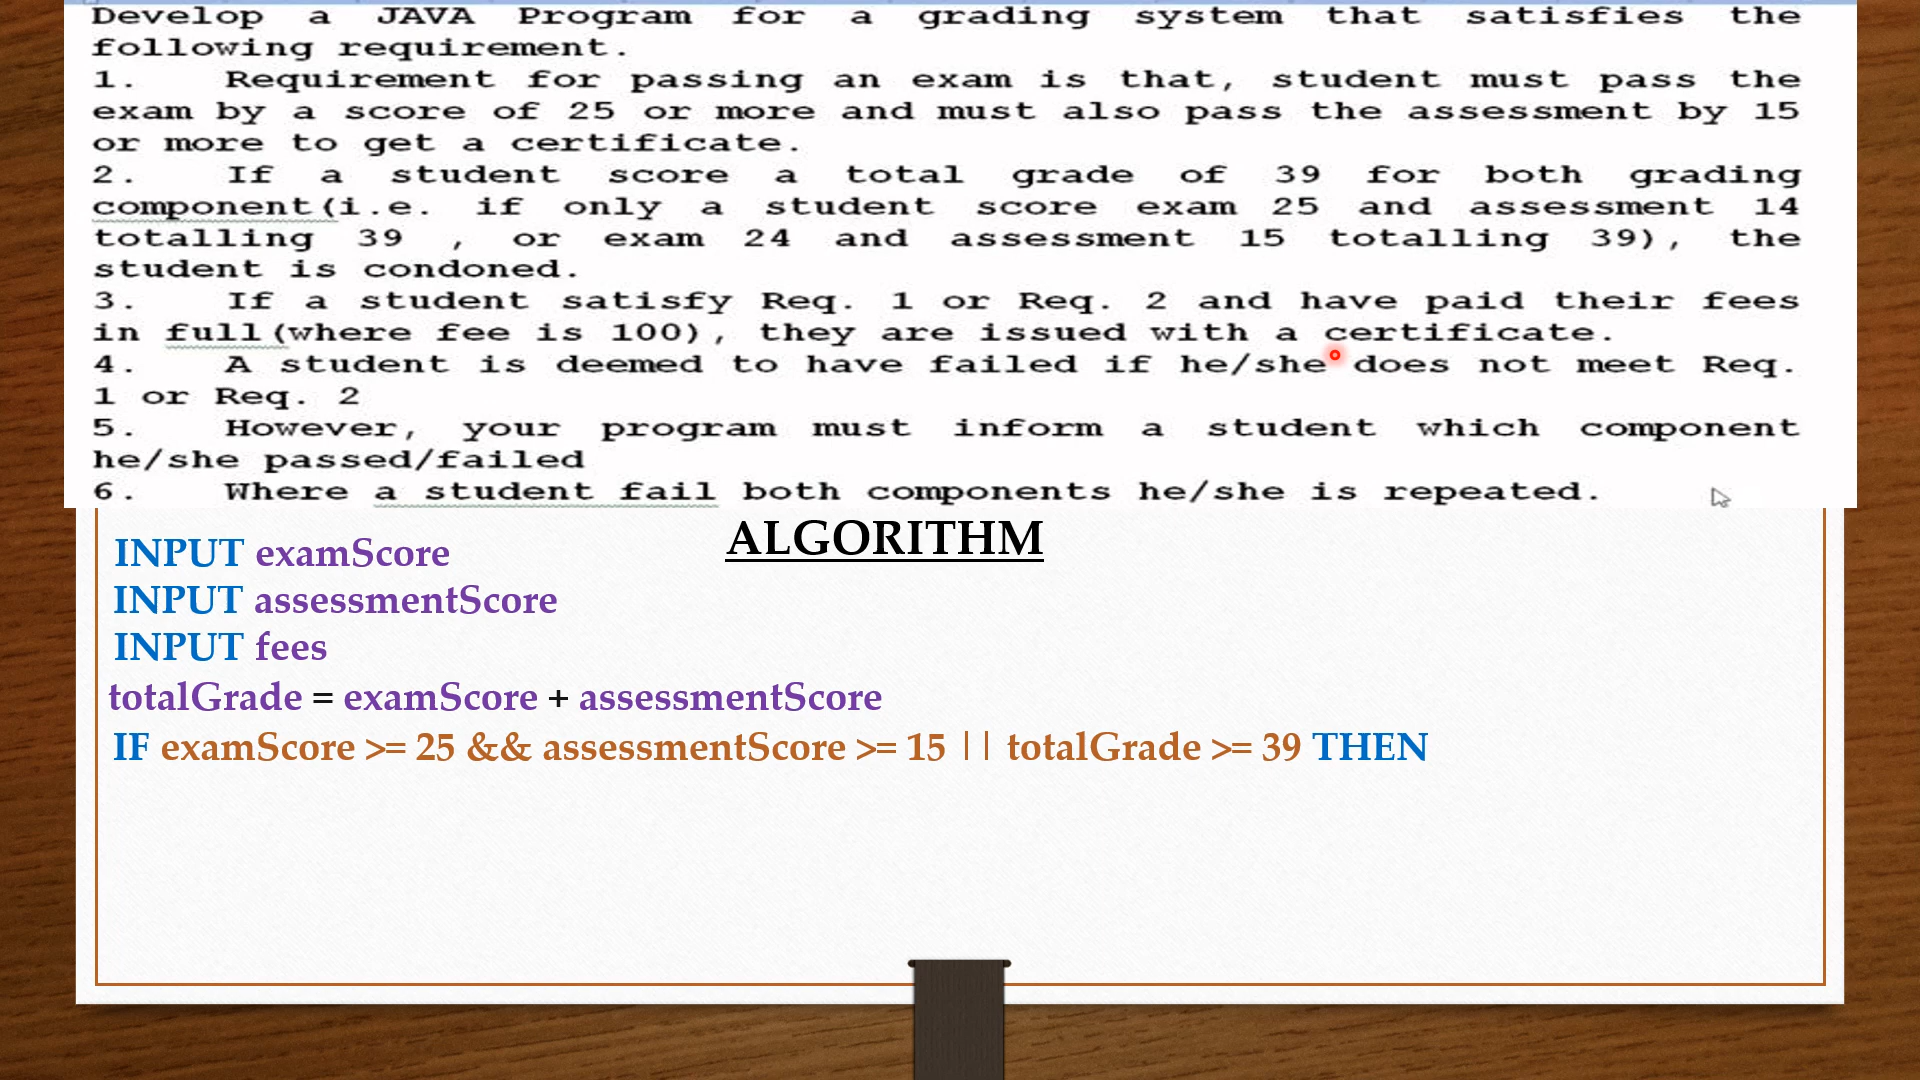 Develop a JAVA Program for a grading system that satisfies the
following requirement.
1. Requirement for passing an exam is that, student must pass the
exam by a score of 25 or more and must also pass the assessment by 15
or more to get a certificate.
2. If a student score a total grade of 39 for both grading
component(i.e. if only a student score exam 25 and assessment 14
totalling 39 , or exam 24 and assessment 15 totalling 39), the
student is condoned.
3. If a student satisfy Req. 1 or Req. 2 and have paid their fees
in full(where fee is 100), they are issued with a certificate.
4. A student is deemed to have failed if he/she does not meet Req.
1 or Req. 2
5. However, your program must inform a student which component
he/she passed/failed
6. Where a student fail both components he/she is repeated.
ALGORITHM
INPUT examScore
INPUT assessmentScore
INPUT fees
totalGrade = examScore + assessmentScore
IF examScore >= 25 && assessmentScore >= 15 || totalGrade >= 39 THEN